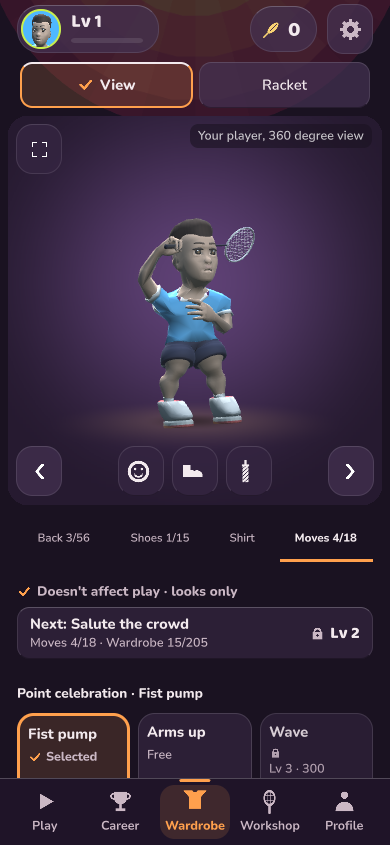 Lv 1
0
View
Racket
Your player, 360 degree view
Back 3/56
Shoes 1/15
Shirt
Moves 4/18
Doesn't affect play · looks only
Next: Salute the crowd
Moves 4/18 · Wardrobe 15/205
Lv 2
Point celebration · Fist pump
Fist pump
Selected
Arms up
Free
Wave
Lv 3 · 300
Play
Career
Wardrobe
Workshop
Profile